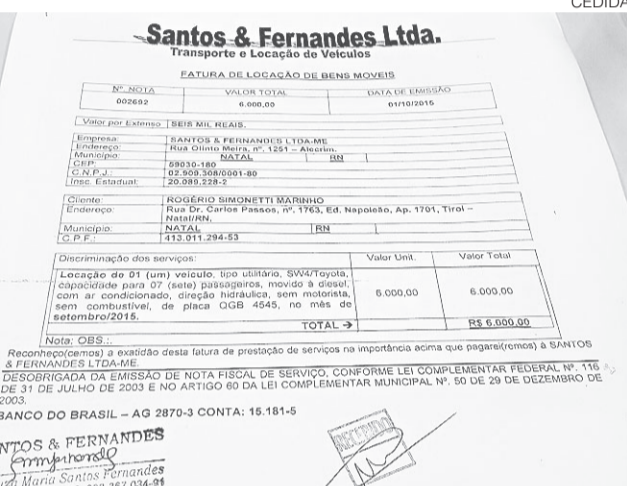 CEDIDA
Santos & Fernandes Ltda.
Transporte e Locação de Veículos
FATURA DE LOCAÇÃO DE BENS MOVEIS
Nº NOTA VALOR TOTAL DATA DE EMISSÃO
002692 6.000,00 01/10/2015
Valor por Extenso SEIS MIL REAIS.
Empresa: SANTOS & FERNANDES LTDA-ME
Endereço: Rua Olinto Meira, nº, 1251 – Alecrim.
Município: NATAL RN
CEP: 59030-180
C.N.P.J.: 02.909.308/0001-80
Insc. Estadual: 20.089.228-2
Cliente: ROGÉRIO SIMONETTI MARINHO
Endereço: Rua Dr. Carlos Passos, nº, 1763, Ed. Napoleão, Ap. 1701, Tirol –
Natal/RN.
Município: NATAL RN
C.P.F.: 413.011.294-53
Discriminação dos serviços: Valor Unit. Valor Total
Locação do 01 (um) veículo, tipo utilitário, SW4/Toyota,
capacidade para 07 (sete) passageiros, movido à diesel,
com ar condicionado, direção hidráulica, sem motorista, 6.000,00 6.000,00
sem combustível, de placa QGB 4545, no mês de
setembro/2015.
TOTAL → R$ 6.000,00
Nota: OBS.:
Reconheço(cemos) a exatidão desta fatura de prestação de serviços na importância acima que pagarei(remos) à SANTOS
& FERNANDES LTDA-ME.
DESOBRIGADA DA EMISSÃO DE NOTA FISCAL DE SERVIÇO, CONFORME LEI COMPLEMENTAR FEDERAL Nº. 116
DE 31 DE JULHO DE 2003 E NO ARTIGO 60 DA LEI COMPLEMENTAR MUNICIPAL Nº. 50 DE 29 DE DEZEMBRO DE
2003.
BANCO DO BRASIL – AG 2870-3 CONTA: 15.181-5
NTOS & FERNANDES
Maria Santos Fernandes
034-91
RECEBIDO